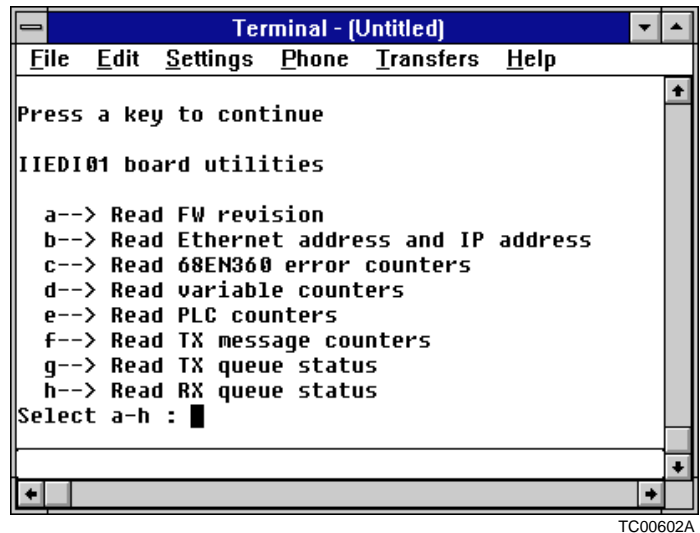 Terminal - (Untitled)
File Edit Settings Phone Transfers Help
Press a key to continue
IIEDI01 board utilities
a--> Read FW revision
b--> Read Ethernet address and IP address
c--> Read 68EN360 error counters
d--> Read variable counters
e--> Read PLC counters
f--> Read TX message counters
g--> Read TX queue status
h--> Read RX queue status
Select a-h :
TC00602A